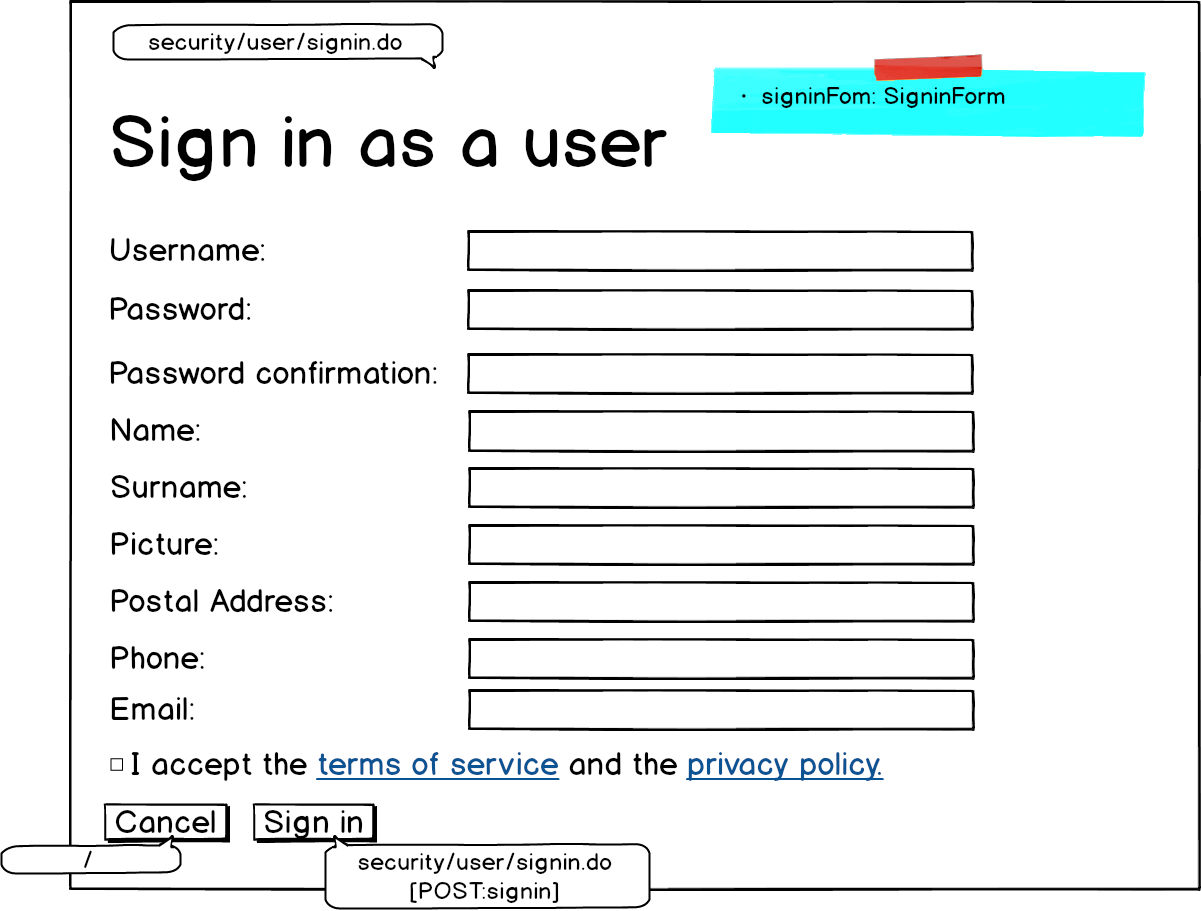 security/user/signin.do
· signinFom: SigninForm
Sign in as a user
Username:
Password:
Password confirmation:
Name:
Surname:
Picture:
Postal Address:
Phone:
Email:
I accept the terms of service and the privacy policy.
Cancel
Sign in
/
security/user/signin.do
[POST:signin]